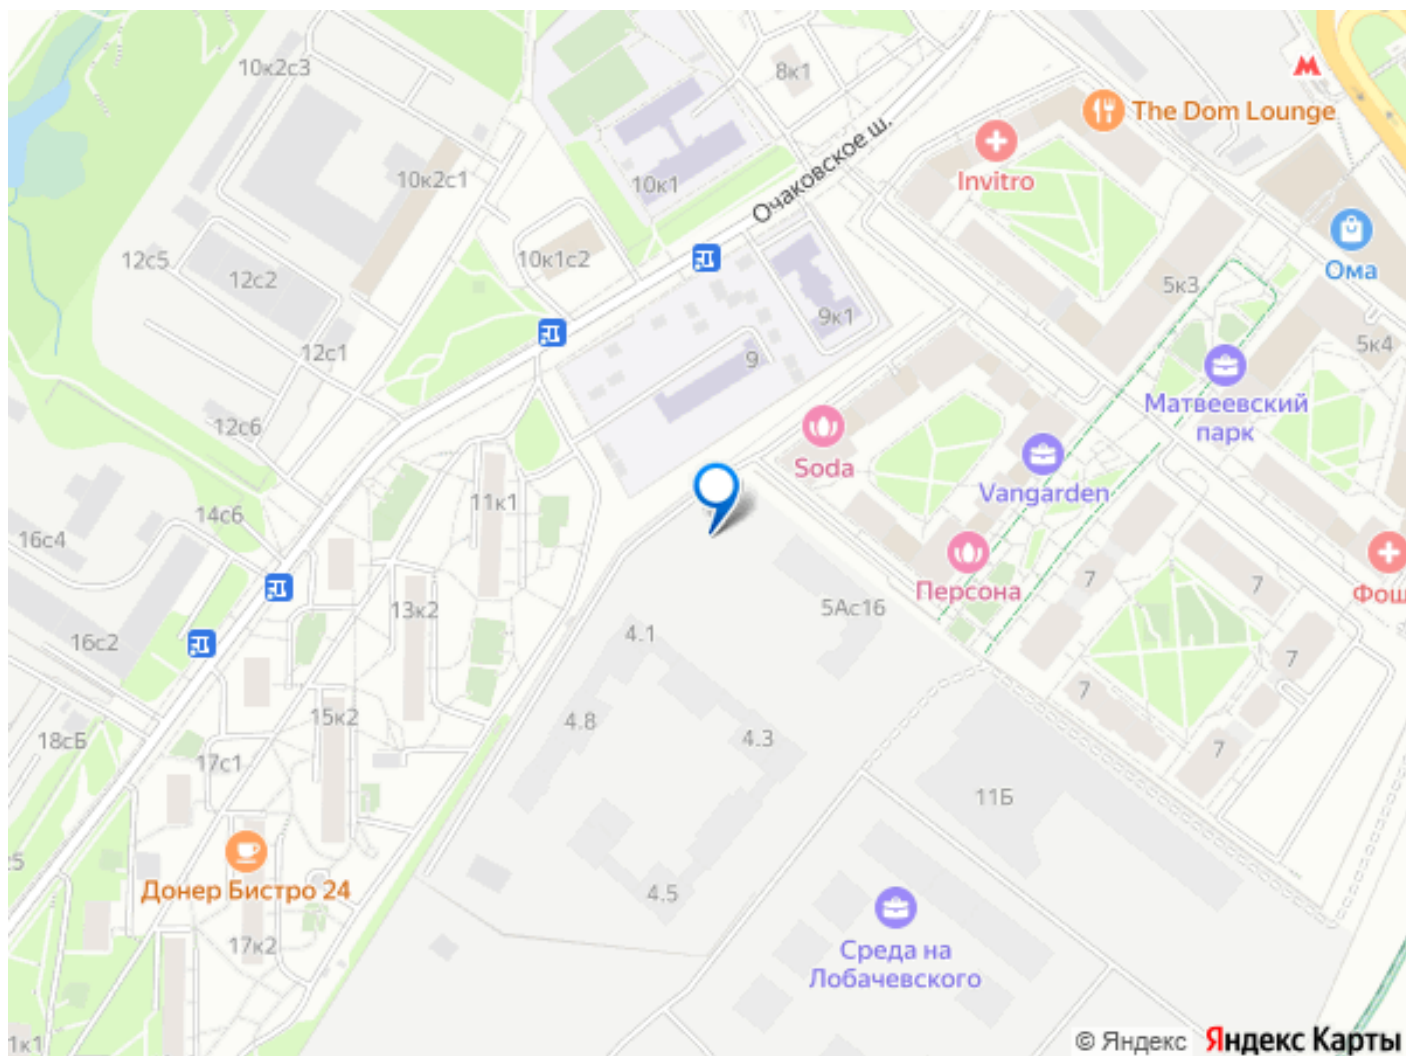 10к2с3
8к1
The Dom Lounge
Invitro
10к2с1
10к1
Очаковское ш.
12с5
12с2
10к1с2
Ома
5к3
9к1
12с1
9
5к4
Матвеевский
парк
12с6
Soda
Vangarden
11к1
14с6
16с4
Персона
7
7
Фош
13к2
5Ас16
4.1
16с2
7
7
4.8
15к2
4.3
18сБ
17с1
7
11Б
с5
Донер Бистро 24
4.5
17к2
Среда на
Лобачевского
1к1
© Яндекс Яндекс Карты